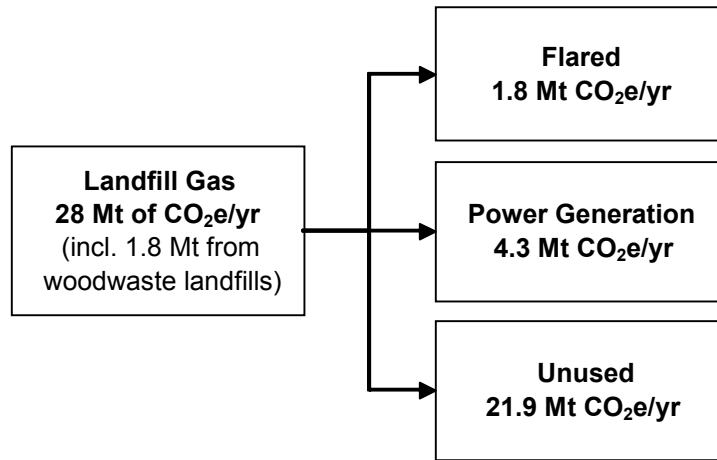 Landfill Gas
28 Mt of CO₂e/yr
(incl. 1.8 Mt from
woodwaste landfills)
Flared
1.8 Mt CO₂e/yr
Power Generation
4.3 Mt CO₂e/yr
Unused
21.9 Mt CO₂e/yr